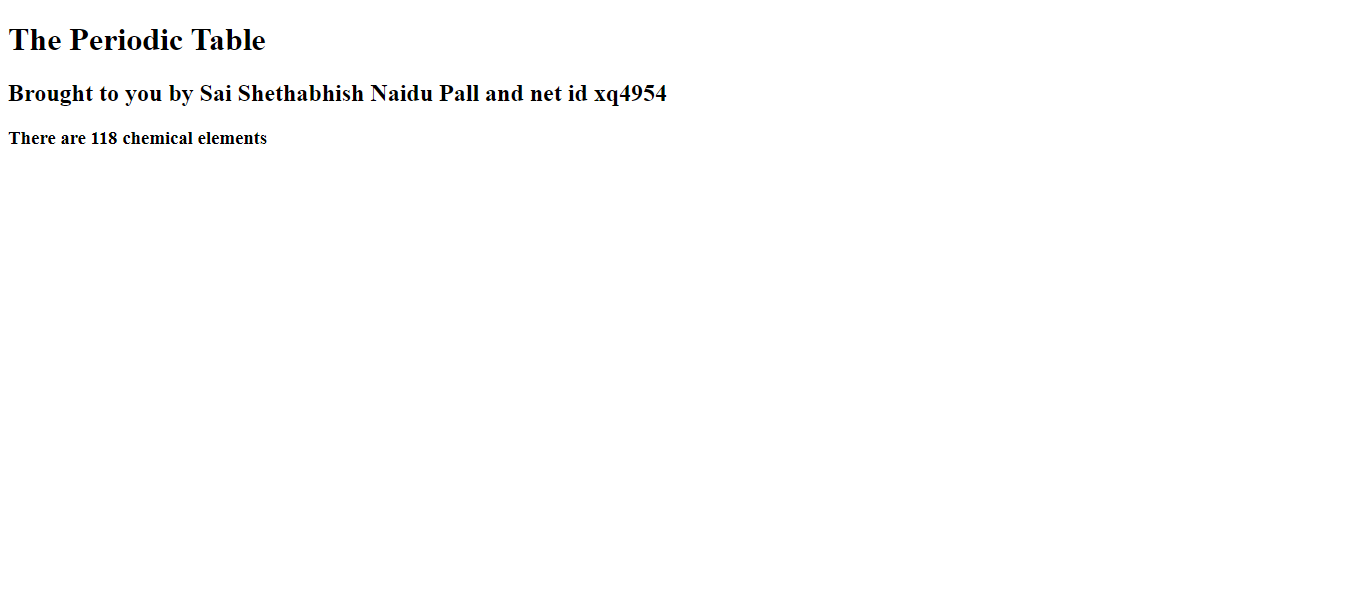 The Periodic Table
Brought to you by Sai Shethabhish Naidu Pall and net id xq4954
There are 118 chemical elements